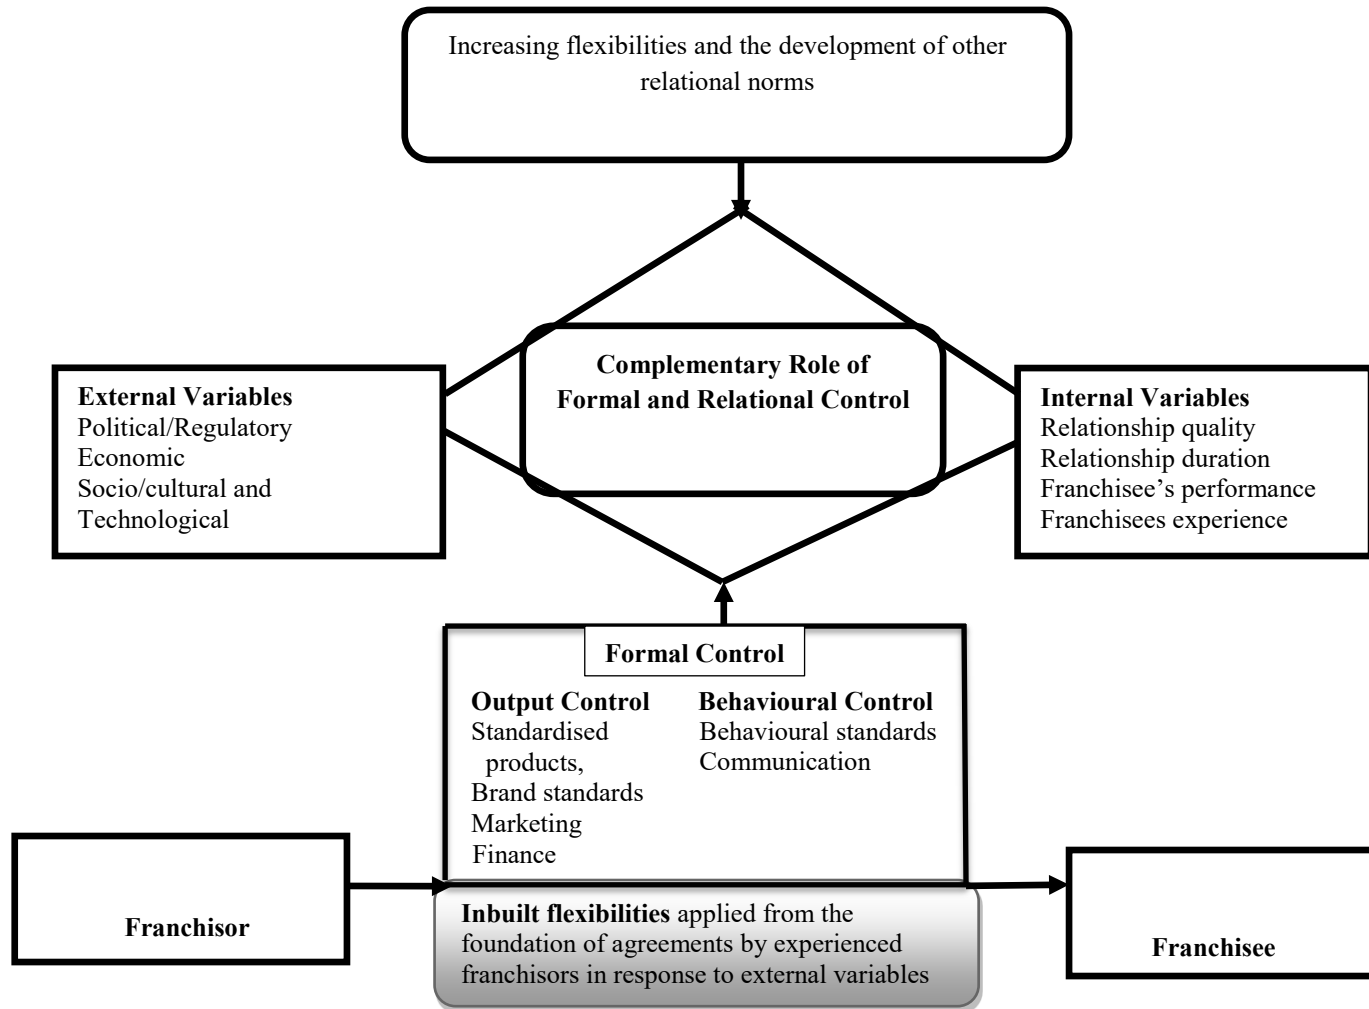 Increasing flexibilities and the development of other
relational norms
Complementary Role of
Formal and Relational Control
External Variables
Political/Regulatory
Economic
Socio/cultural and
Technological
Internal Variables
Relationship quality
Relationship duration
Franchisee’s performance
Franchisees experience
Formal Control
Output Control
Standardised
products,
Brand standards
Marketing
Finance
Behavioural Control
Behavioural standards
Communication
Franchisor
Inbuilt flexibilities applied from the
foundation of agreements by experienced
franchisors in response to external variables
Franchisee